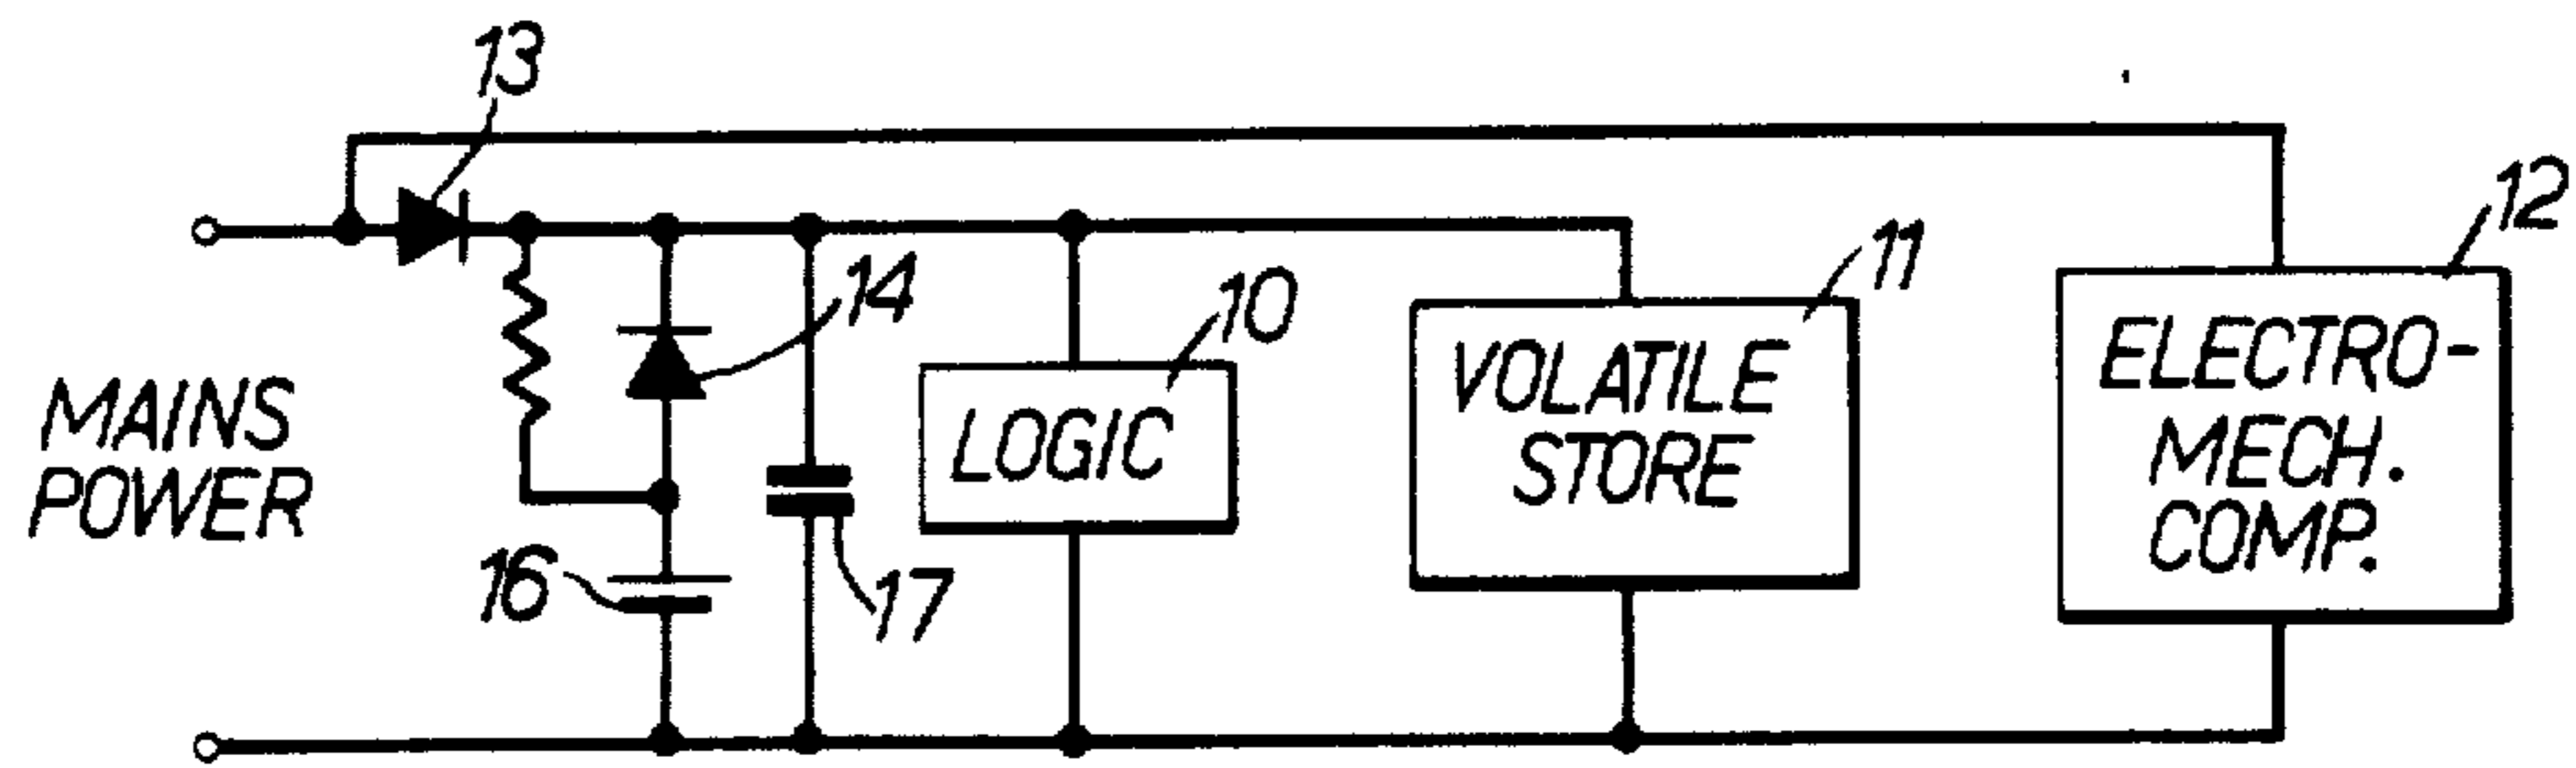 13
12
11
10
14
MAINS
POWER
LOGIC
VOLATILE
STORE
ELECTRO-
MECH.
COMP.
16
17